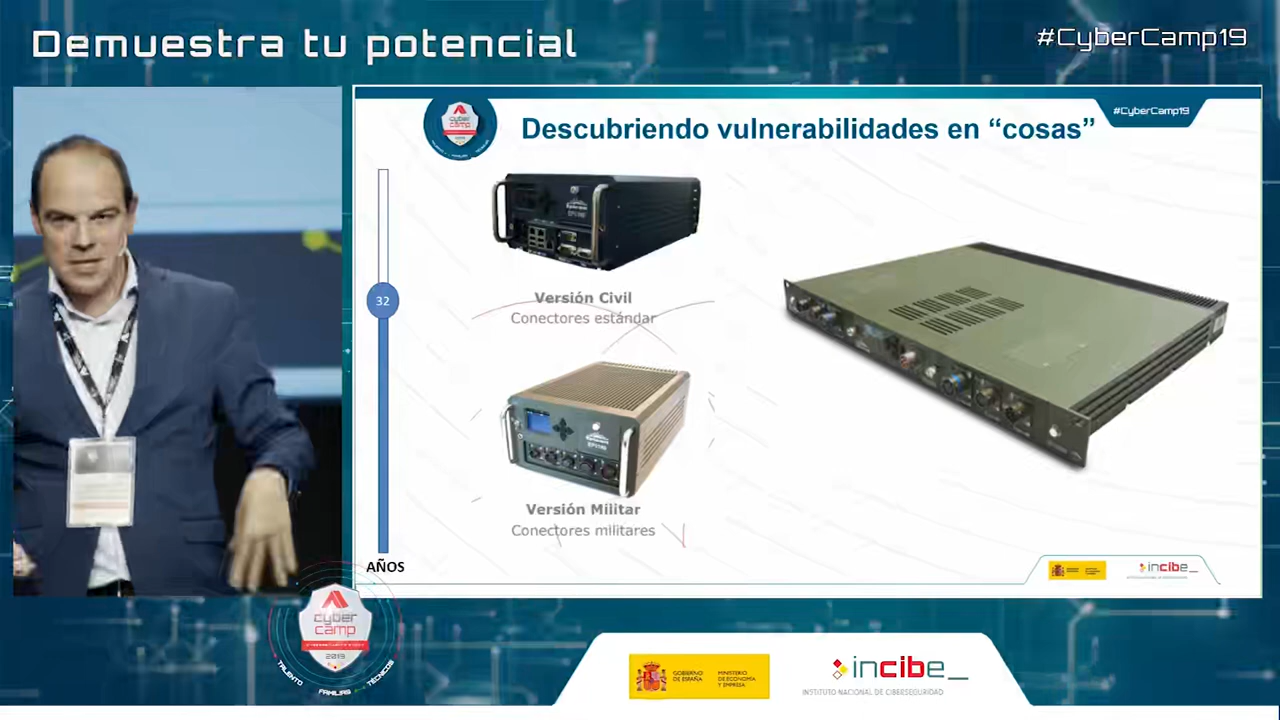 Demuestra tu potencial
#CyberCamp19
#CyberCamp19
cyber
camp
Descubriendo vulnerabilidades en “cosas”
32
Versión Civil
Conectores estándar
Versión Militar
Conectores militares
AÑOS
incibe_
cyber
camp
2019
TALENTO
FAMILIAS
TÉCNICOS
GOBIERNO
DE ESPAÑA
MINISTERIO
DE ECONOMÍA
Y EMPRESA
incibe_
INSTITUTO NACIONAL DE CIBERSEGURIDAD